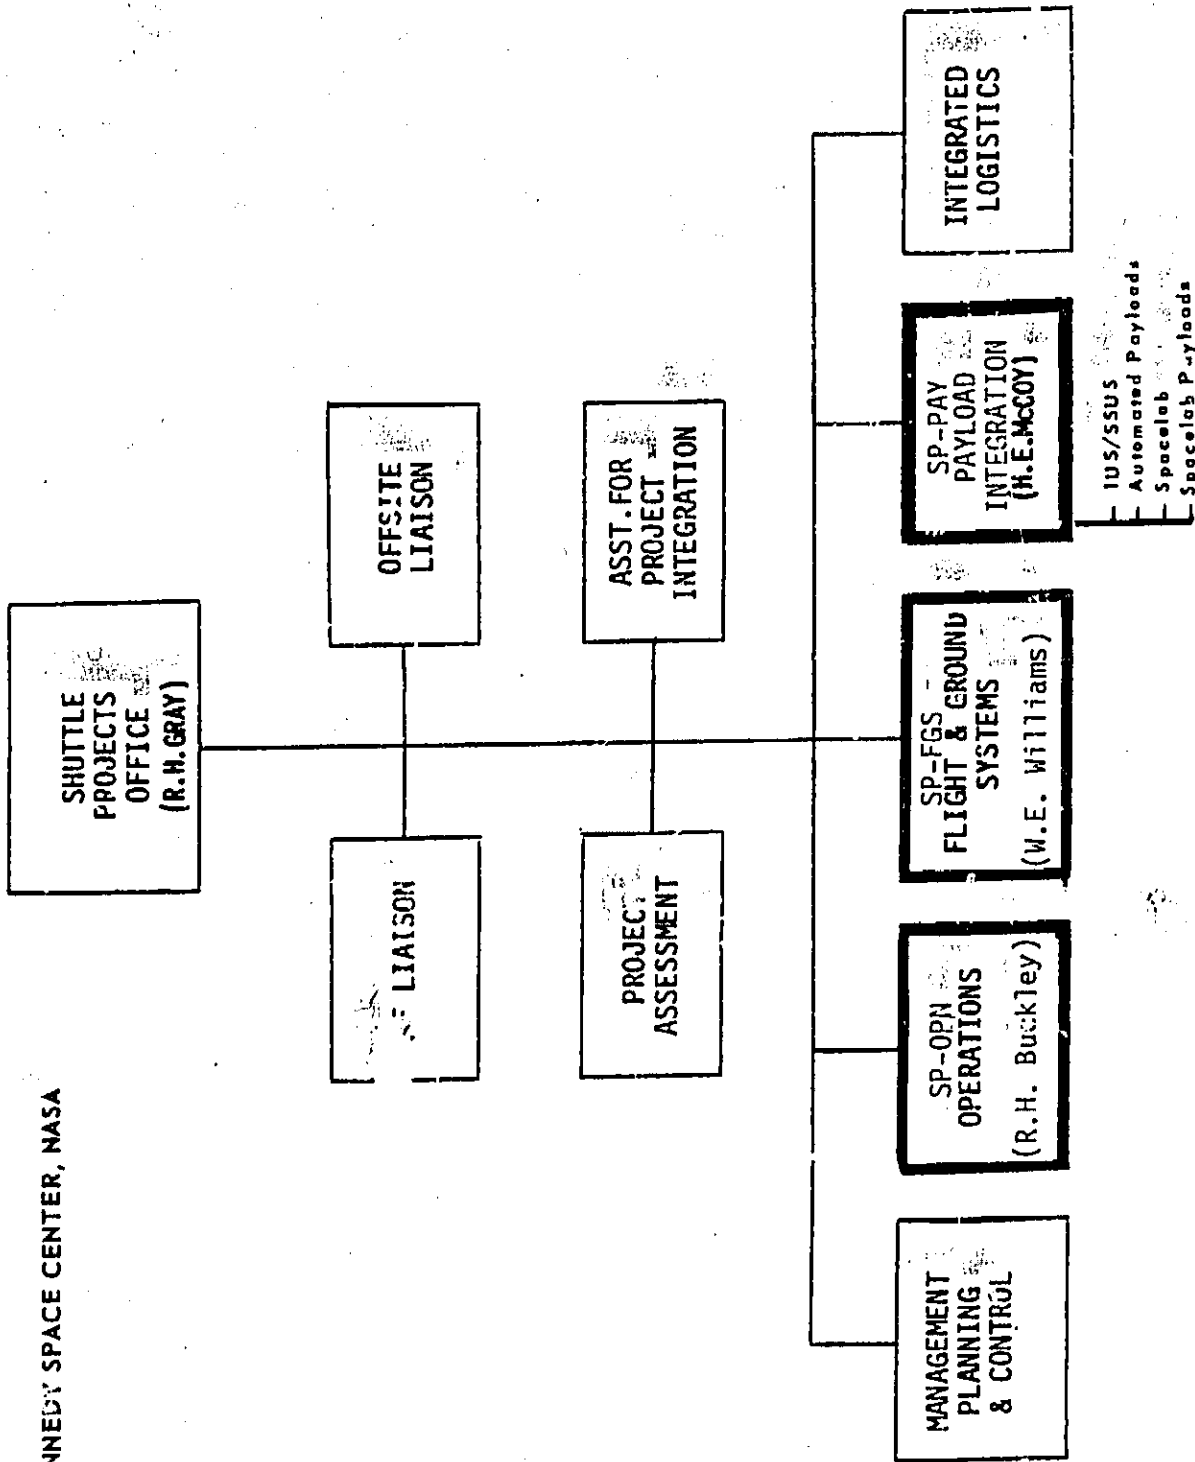 SPACE CENTER, NASA
SHUTTLE
PROJECTS
OFFICE
(R.H.GRAY)
LIAISON
OFFSITE
LIAISON
PROJECT
ASSESSMENT
ASST.FOR
PROJECT
INTEGRATION
MANAGEMENT
PLANNING
& CONTROL
SP-OPN
OPERATIONS
(R.H. Buckley)
SP-FGS
FLIGHT & GROUND
SYSTEMS
(W.E. Williams)
SP-PAY
PAYLOAD
INTEGRATION
(H.E.McCOY)
IUS/SSUS
Automated Payloads
Spacelab
Spacelab Payloads
INTEGRATED
LOGISTICS